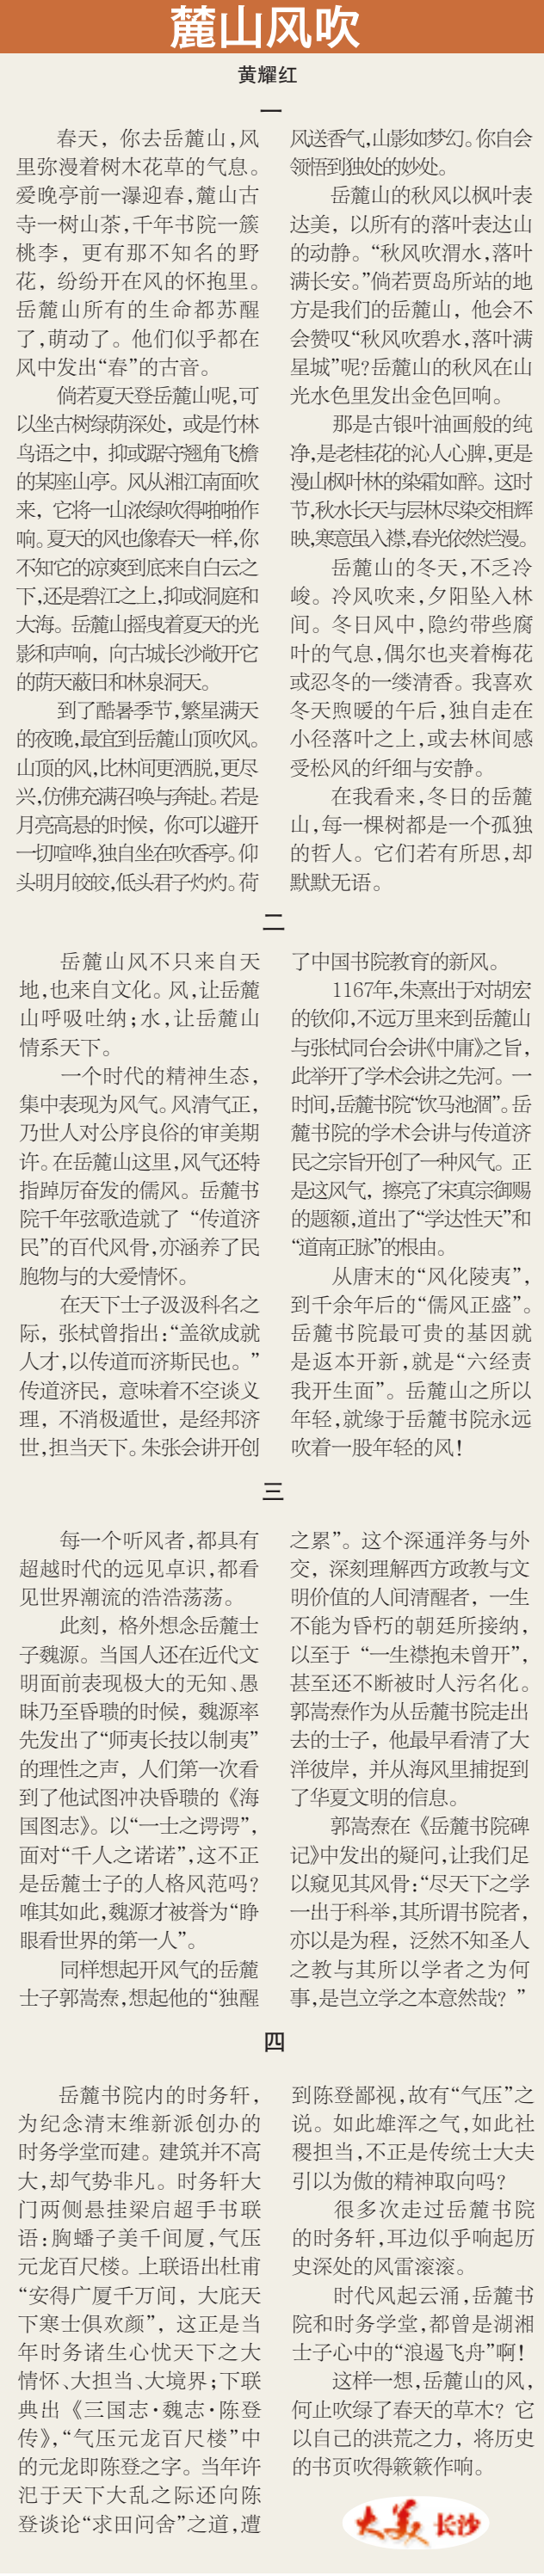 麓山风吹
黄耀红
一
春天，你去岳麓山，风
里弥漫着树木花草的气息。
爱晚亭前一瀑迎春，麓山古
寺一树山茶，千年书院一簇
桃李，更有那不知名的野
花，纷纷开在风的怀抱里。
岳麓山所有的生命都苏醒
了，萌动了。他们似乎都在
风中发出“春”的古音。
倘若夏天登岳麓山呢，可
以坐古树绿荫深处，或是竹林
鸟语之中，抑或踞守翘角飞檐
的某座山亭。风从湘江南面吹
来，它将一山浓绿吹得啪啪作
响。夏天的风也像春天一样，你
不知它的凉爽到底来自白云之
下，还是碧江之上，抑或洞庭和
大海。岳麓山摇曳着夏天的光
影和声响，向古城长沙敞开它
的荫天蔽日和林泉洞天。
到了酷暑季节，繁星满天
的夜晚，最宜到岳麓山顶吹风。
山顶的风，比林间更洒脱，更尽
兴，仿佛充满召唤与奔赴。若是
月亮高悬的时候，你可以避开
一切喧哗，独自坐在吹香亭。仰
头明月皎皎，低头君子灼灼。荷
风送香气，山影如梦幻。你自会
领悟到独处的妙处。
岳麓山的秋风以枫叶表
达美，以所有的落叶表达山
的动静。“秋风吹渭水，落叶
满长安。”倘若贾岛所站的地
方是我们的岳麓山，他会不
会赞叹“秋风吹碧水，落叶满
星城”呢？岳麓山的秋风在山
光水色里发出金色回响。
那是古银叶油画般的纯
净，是老桂花的沁人心脾，更是
漫山枫叶林的染霜如醉。这时
节，秋水长天与层林尽染交相辉
映，寒意虽入襟，春光依然烂漫。
岳麓山的冬天，不乏冷
峻。冷风吹来，夕阳坠入林
间。冬日风中，隐约带些腐
叶的气息，偶尔也夹着梅花
或忍冬的一缕清香。我喜欢
冬天煦暖的午后，独自走在
小径落叶之上，或去林间感
受松风的纤细与安静。
在我看来，冬日的岳麓
山，每一棵树都是一个孤独
的哲人。它们若有所思，却
默默无语。
二
岳麓山风不只来自天
地，也来自文化。风，让岳麓
山呼吸吐纳；水，让岳麓山
情系天下。
一个时代的精神生态，
集中表现为风气。风清气正，
乃世人对公序良俗的审美期
许。在岳麓山这里，风气还特
指踔厉奋发的儒风。岳麓书
院千年弦歌造就了“传道济
民”的百代风骨，亦涵养了民
胞物与的大爱情怀。
在天下士子汲汲科名之
际，张栻曾指出：“盖欲成就
人才，以传道而济斯民也。”
传道济民，意味着不空谈义
理，不消极遁世，是经邦济
世，担当天下。朱张会讲开创
了中国书院教育的新风。
1167年，朱熹出于对胡宏
的钦仰，不远万里来到岳麓山
与张栻同台会讲《中庸》之旨，
此举开了学术会讲之先河。一
时间，岳麓书院“饮马池涸”。岳
麓书院的学术会讲与传道济
民之宗旨开创了一种风气。正
是这风气，擦亮了宋真宗御赐
的题额，道出了“学达性天”和
“道南正脉”的根由。
从唐末的“风化陵夷”，
到千余年后的“儒风正盛”。
岳麓书院最可贵的基因就
是返本开新，就是“六经责
我开生面”。岳麓山之所以
年轻，就缘于岳麓书院永远
吹着一股年轻的风！
三
每一个听风者，都具有
超越时代的远见卓识，都看
见世界潮流的浩浩荡荡。
此刻，格外想念岳麓士
子魏源。当国人还在近代文
明面前表现极大的无知、愚
昧乃至昏聩的时候，魏源率
先发出了“师夷长技以制夷”
的理性之声，人们第一次看
到了他试图冲决昏聩的《海
国图志》。以“一士之谔谔”，
面对“千人之诺诺”，这不正
是岳麓士子的人格风范吗？
唯其如此，魏源才被誉为“睁
眼看世界的第一人”。
同样想起开风气的岳麓
士子郭嵩焘，想起他的“独醒
之累”。这个深通洋务与外
交，深刻理解西方政教与文
明价值的人间清醒者，一生
不能为昏朽的朝廷所接纳，
以至于“一生襟抱未曾开”，
甚至还不断被时人污名化。
郭嵩焘作为从岳麓书院走出
去的士子，他最早看清了大
洋彼岸，并从海风里捕捉到
了华夏文明的信息。
郭嵩焘在《岳麓书院碑
记》中发出的疑问，让我们足
以窥见其风骨：“尽天下之学
一出于科举，其所谓书院者，
亦以是为程，泛然不知圣人
之教与其所以学者之为何
事，是岂立学之本意然哉？”
四
岳麓书院内的时务轩，
为纪念清末维新派创办的
时务学堂而建。建筑并不高
大，却气势非凡。时务轩大
门两侧悬挂梁启超手书联
语：胸蟠子美千间厦，气压
元龙百尺楼。上联语出杜甫
“安得广厦千万间，大庇天
下寒士俱欢颜”，这正是当
年时务诸生心忧天下之大
情怀、大担当、大境界；下联
典出《三国志·魏志·陈登
传》，“气压元龙百尺楼”中
的元龙即陈登之字。当年许
汜于天下大乱之际还向陈
登谈论“求田问舍”之道，遭
到陈登鄙视，故有“气压”之
说。如此雄浑之气，如此社
稷担当，不正是传统士大夫
引以为傲的精神取向吗？
很多次走过岳麓书院
的时务轩，耳边似乎响起历
史深处的风雷滚滚。
时代风起云涌，岳麓书
院和时务学堂，都曾是湖湘
士子心中的“浪遏飞舟”啊！
这样一想，岳麓山的风，
何止吹绿了春天的草木？它
以自己的洪荒之力，将历史
的书页吹得簌簌作响。
大美长沙